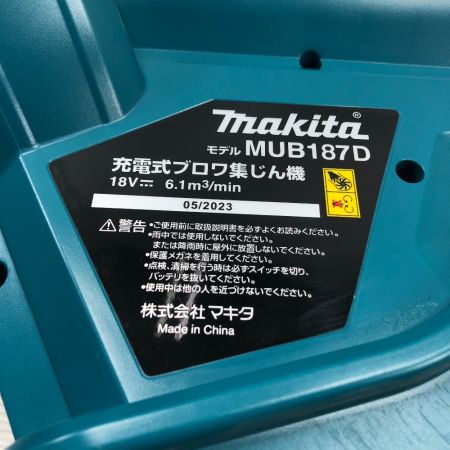 makita
モデル MUB187D
充電式ブロワ集じん機
18V⎓ 6.1m³/min
05/2023
⚠警告 •ご使用前に取扱説明書を必ずよくお読みください。
•雨中では使用しないでください。
または降雨時に屋外に放置しないでください。
•保護メガネを着用してください。
•点検、清掃を行う時は必ずスイッチを切り、
バッテリを抜いてください。
•使用中は他の人を近づけないでください。
株式会社 マキタ
Made in China